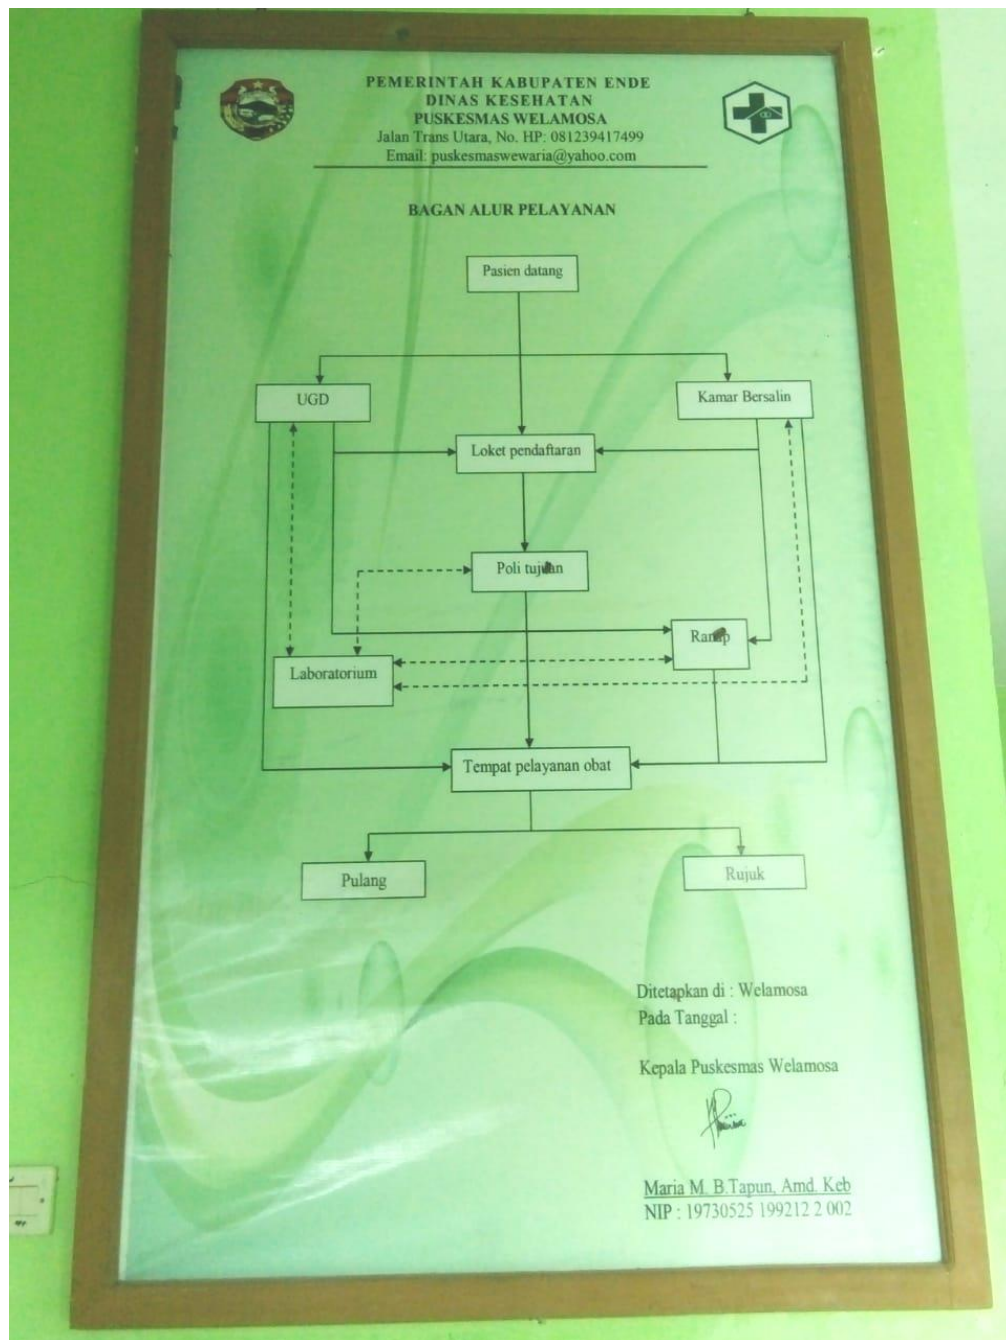 PEMERINTAH KABUPATEN ENDE
DINAS KESEHATAN
PUSKESMAS WELAMOSA
Jalan Trans Utara, No. HP: 081239417499
Email: puskesmaswewaria@yahoo.com
BAGAN ALUR PELAYANAN
Pasien datang
UGD
Kamar Bersalin
Loket pendaftaran
Poli tujuan
Ranap
Laboratorium
Tempat pelayanan obat
Pulang
Rujuk
Ditetapkan di : Welamosa
Pada Tanggal :
Kepala Puskesmas Welamosa
Maria M. B.Tapun, Amd. Keb
NIP : 19730525 199212 2 002